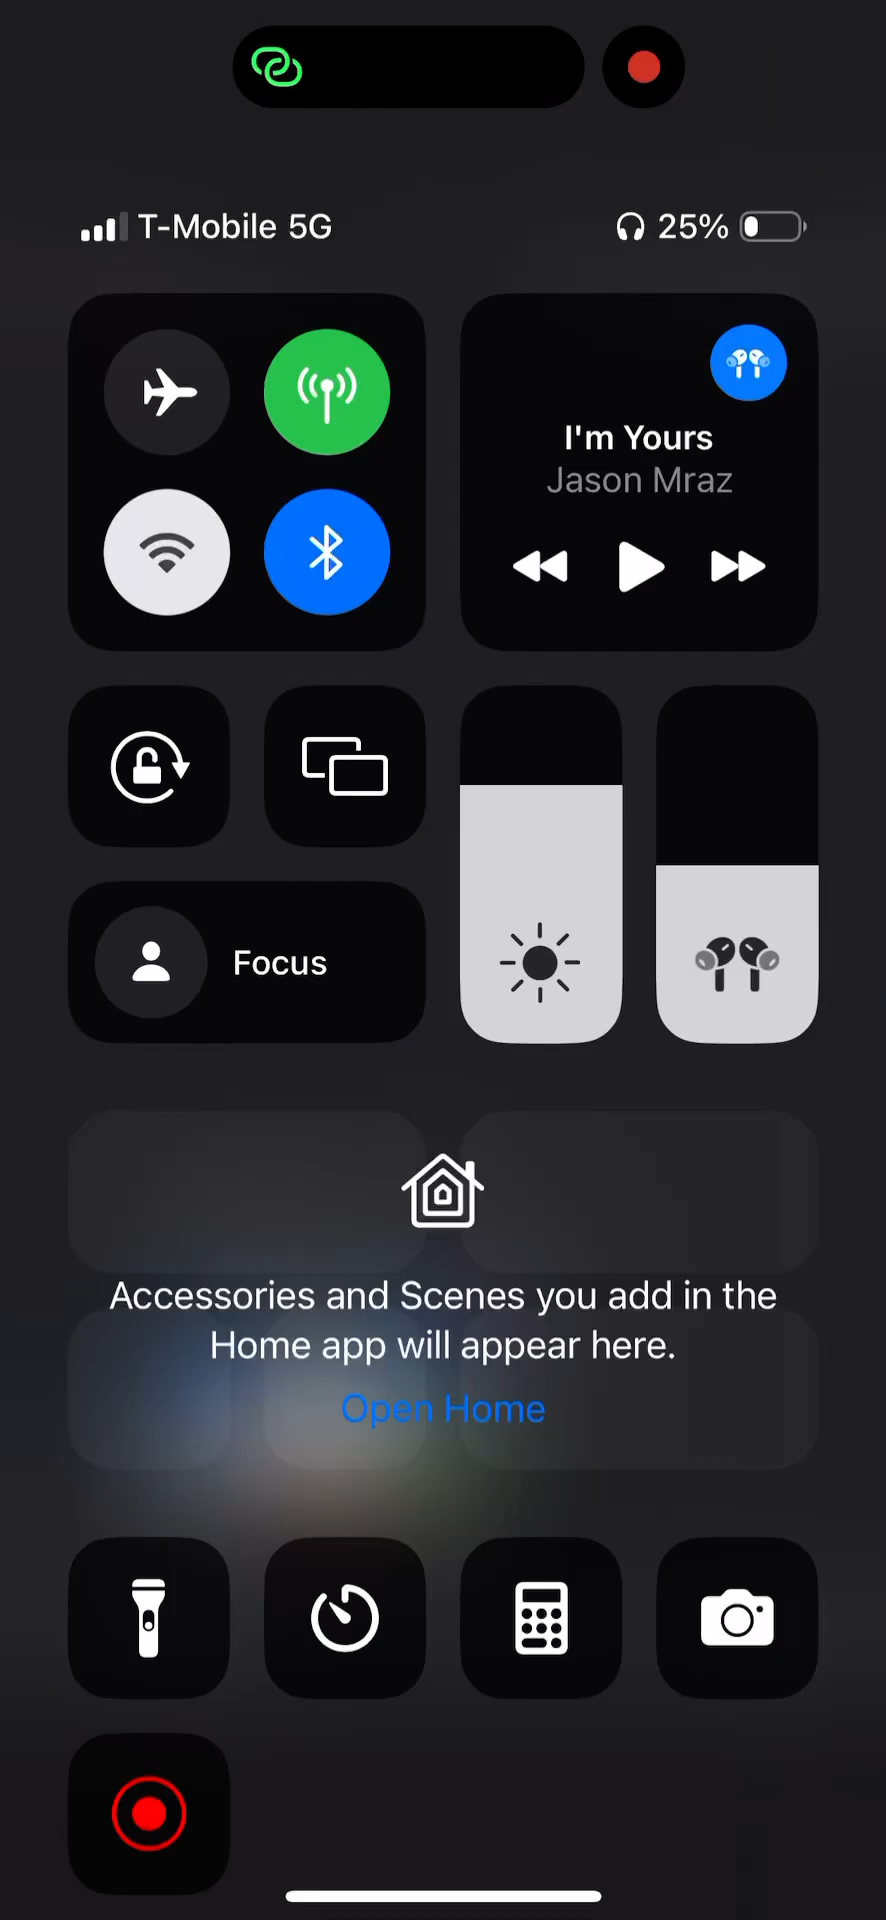 T-Mobile 5G 25%
I'm Yours
Jason Mraz
Focus
Accessories and Scenes you add in the
Home app will appear here.
Open Home